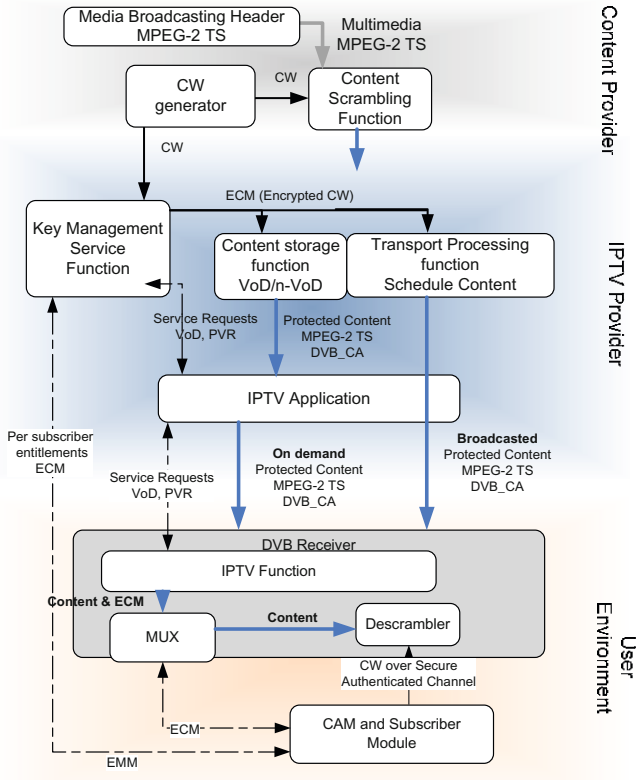 Media Broadcasting Header
MPEG-2 TS
Multimedia
MPEG-2 TS
Content Provider
CW
generator
CW
Content
Scrambling
Function
CW
ECM (Encrypted CW)
Key Management
Service
Function
Content storage
function
VoD/n-VoD
Transport Processing
function
Schedule Content
IPTV Provider
Service Requests
VoD, PVR
Protected Content
MPEG-2 TS
DVB_CA
IPTV Application
Per subscriber
entitlements
ECM
Service Requests
VoD, PVR
On demand
Protected Content
MPEG-2 TS
DVB_CA
Broadcasted
Protected Content
MPEG-2 TS
DVB_CA
DVB Receiver
IPTV Function
Content & ECM
MUX
Content
Descrambler
User
Environment
CW over Secure
Authenticated Channel
ECM
CAM and Subscriber
Module
EMM